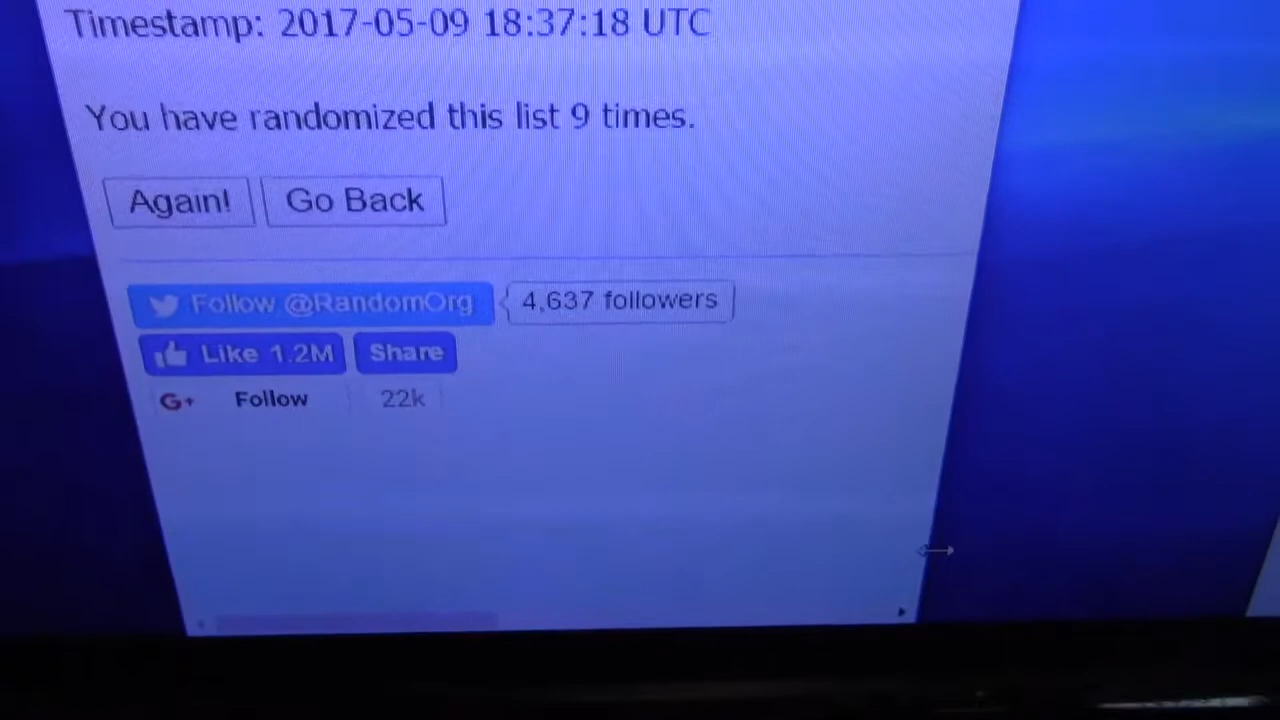 Timestamp: 2017-05-09 18:37:18 UTC
You have randomized this list 9 times.
Again! Go Back
Follow @RandomOrg 4,637 followers
Like 1.2M Share
G+ Follow 22k